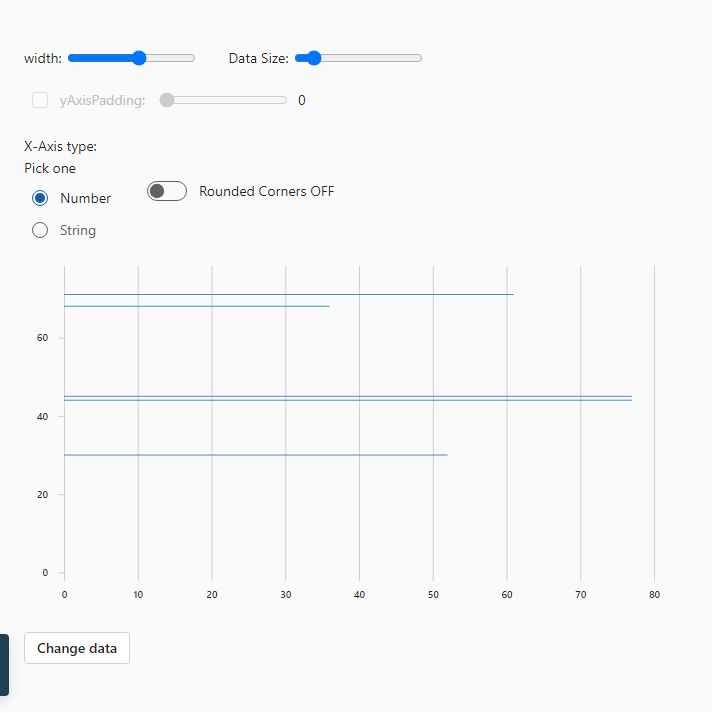 width: Data Size:
yAxisPadding: 0
X-Axis type:
Pick one
Number
Rounded Corners OFF
String
60
40
20
0
0 10 20 30 40 50 60 70 80
Change data